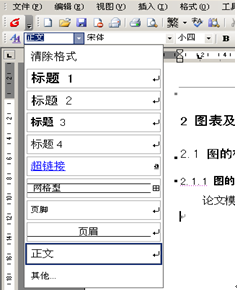 文件(F) 编辑(E) 视图(V) 插入(I) 格式(O)
正文 宋体 小四 B
清除格式
标题 1
标题 2
标题 3
标题 4
超链接 a
网格型
页脚
页眉
正文
其他...
2 图表及
2.1 图的
2.1.1 图的
论文模